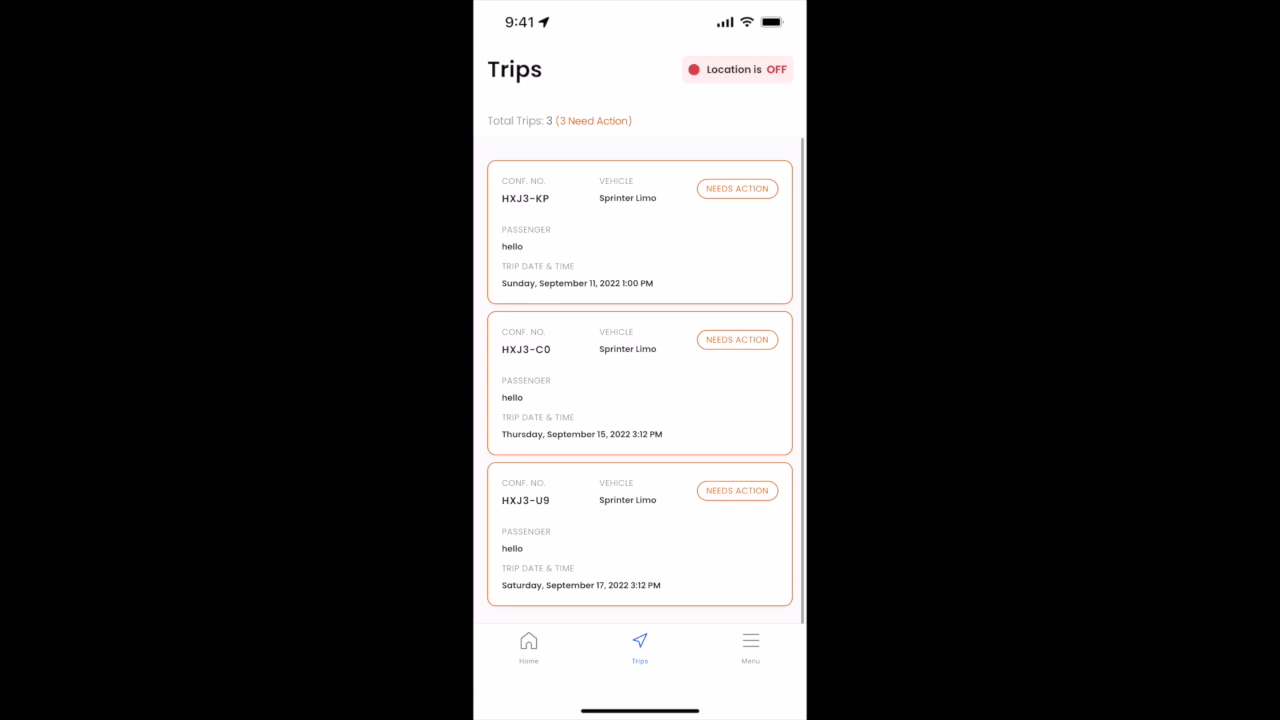 9:41
Trips
Location is OFF
Total Trips: 3 (3 Need Action)
CONF. NO. VEHICLE NEEDS ACTION
HXJ3-KP Sprinter Limo
PASSENGER
hello
TRIP DATE & TIME
Sunday, September 11, 2022 1:00 PM
CONF. NO. VEHICLE NEEDS ACTION
HXJ3-C0 Sprinter Limo
PASSENGER
hello
TRIP DATE & TIME
Thursday, September 15, 2022 3:12 PM
CONF. NO. VEHICLE NEEDS ACTION
HXJ3-U9 Sprinter Limo
PASSENGER
hello
TRIP DATE & TIME
Saturday, September 17, 2022 3:12 PM
Home Trips Menu